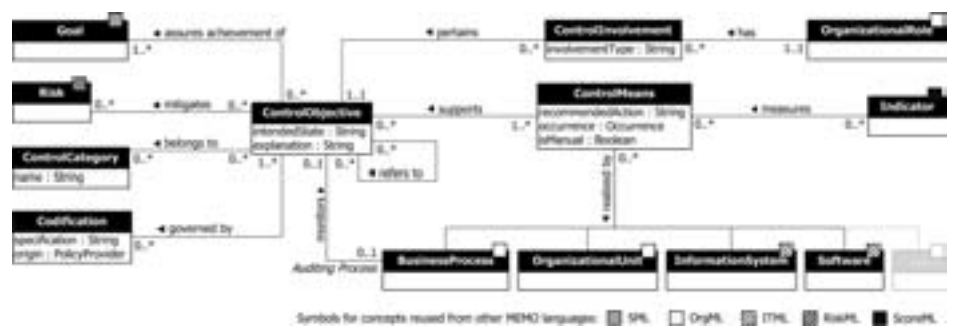 Goal
◄ assures achievement of
1..*
0..*
Risk
0..*
◄ mitigates
0..*
ControlCategory
name : String
0..*
◄ belongs to
0..*
Codification
specification : String
origin : PolicyProvider
0..*
◄ governed by
1..*
ControlObjective
intendedState : String
explanation : String
◄ pertains
1..1
0..*
ControlInvolvement
involvementType : String
0..*
◄ has
1..1
OrganizationalRole
0..*
◄ supports
1..*
ControlMeans
recommendedAction : String
occurrence : Occurrence
isManual : Boolean
0..*
◄ measures
Indicator
0..*
0..*
◄ refers to
0..1
monitors
0..1
Auditing Process
0..*
◄ realised by
BusinessProcess
OrganizationalUnit
InformationSystem
Software
Symbols for concepts reused from other MEMO languages: SML OrgML ITML RiskML ScoreML